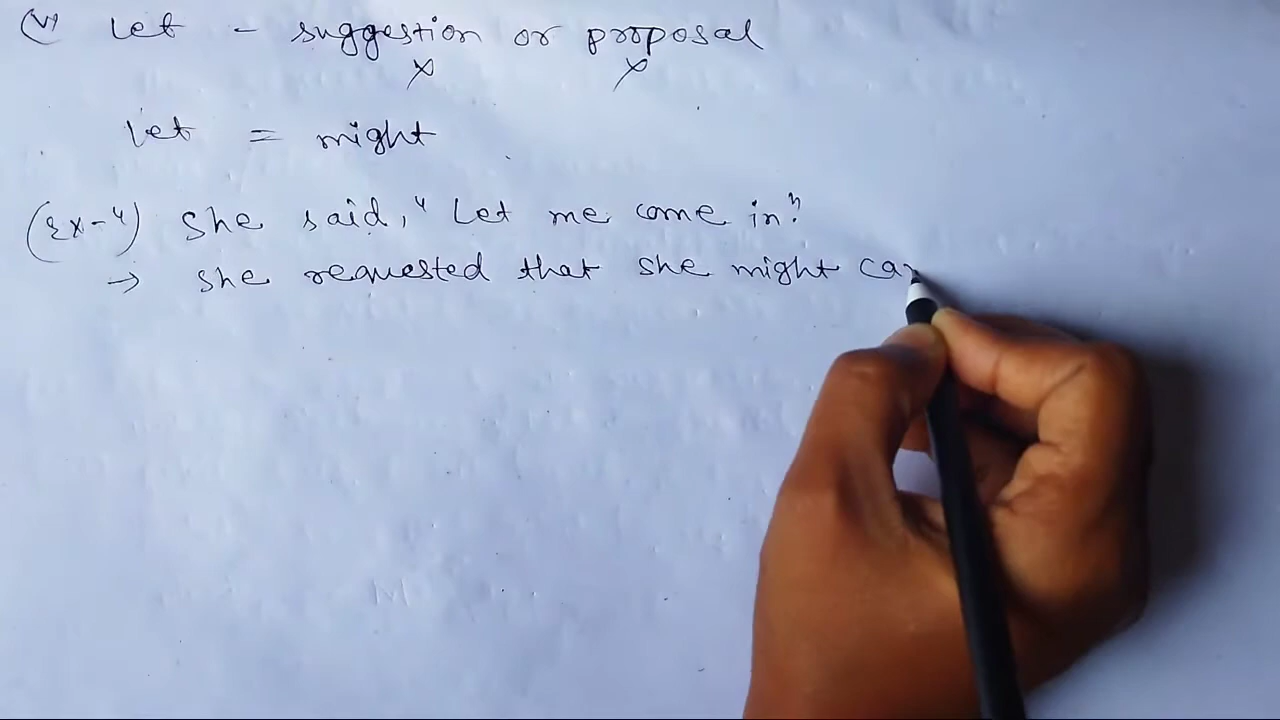 (v) Let - suggestion or proposal
x x
Let = might
(Ex-4) She said, "Let me come in."
→ She requested that she might